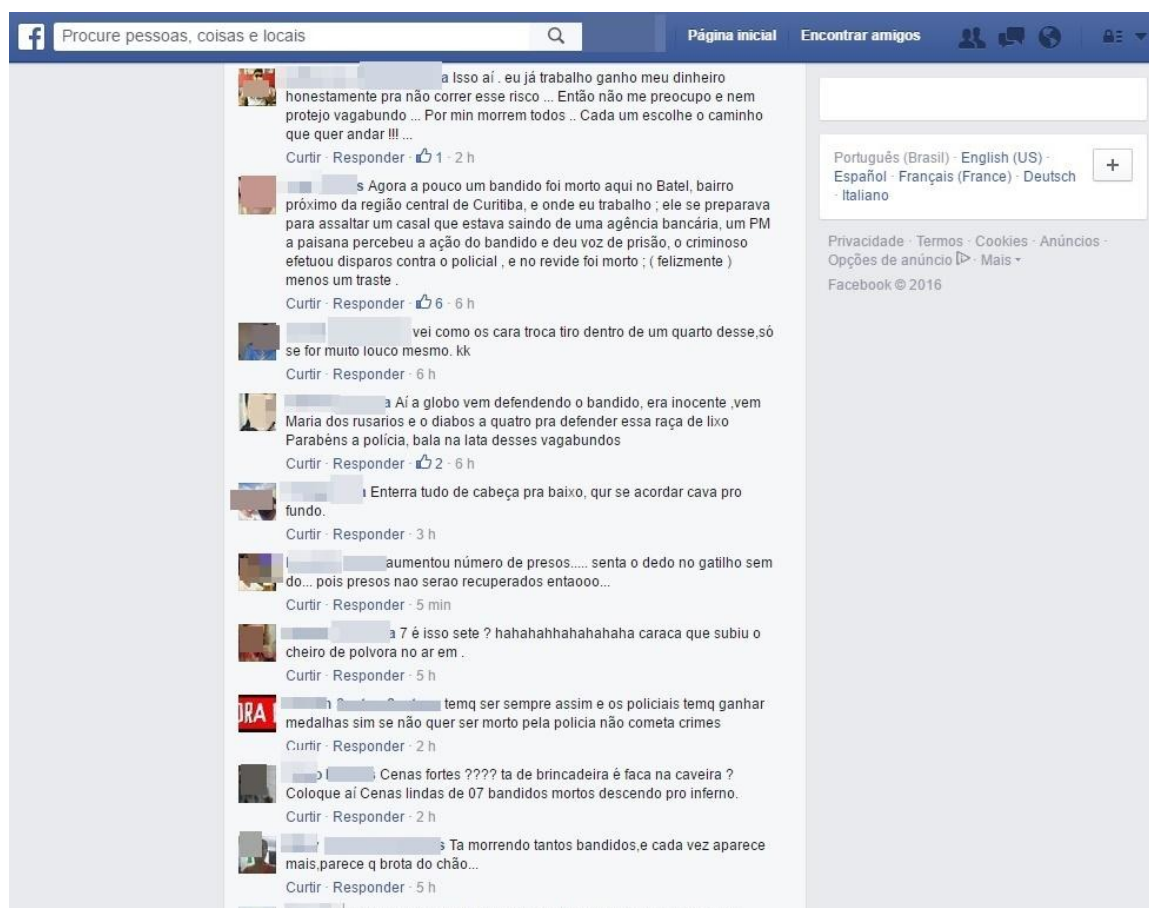 f
Procure pessoas, coisas e locais
Página inicial
Encontrar amigos
a Isso aí . eu já trabalho ganho meu dinheiro
honestamente pra não correr esse risco ... Então não me preocupo e nem
protejo vagabundo ... Por min morrem todos .. Cada um escolhe o caminho
que quer andar !!! ...
Curtir · Responder · 1 · 2 h
s Agora a pouco um bandido foi morto aqui no Batel, bairro
próximo da região central de Curitiba, e onde eu trabalho ; ele se preparava
para assaltar um casal que estava saindo de uma agência bancária, um PM
a paisana percebeu a ação do bandido e deu voz de prisão, o criminoso
efetuou disparos contra o policial , e no revide foi morto ; ( felizmente )
menos um traste .
Curtir · Responder · 6 · 6 h
vei como os cara troca tiro dentro de um quarto desse,só
se for muito louco mesmo. kk
Curtir · Responder · 6 h
a Aí a globo vem defendendo o bandido, era inocente ,vem
Maria dos rusarios e o diabos a quatro pra defender essa raça de lixo
Parabéns a polícia, bala na lata desses vagabundos
Curtir · Responder · 2 · 6 h
Enterra tudo de cabeça pra baixo, qur se acordar cava pro
fundo.
Curtir · Responder · 3 h
aumentou número de presos..... senta o dedo no gatilho sem
do... pois presos nao serao recuperados entaooo...
Curtir · Responder · 5 min
a 7 é isso sete ? hahahahhahahahaha caraca que subiu o
cheiro de polvora no ar em .
Curtir · Responder · 5 h
ORA
temq ser sempre assim e os policiais temq ganhar
medalhas sim se não quer ser morto pela policia não cometa crimes
Curtir · Responder · 2 h
Cenas fortes ???? ta de brincadeira é faca na caveira ?
Coloque aí Cenas lindas de 07 bandidos mortos descendo pro inferno.
Curtir · Responder · 2 h
s Ta morrendo tantos bandidos,e cada vez aparece
mais,parece q brota do chão...
Curtir · Responder · 5 h
Português (Brasil) · English (US) ·
Español · Français (France) · Deutsch
· Italiano
+
Privacidade · Termos · Cookies · Anúncios ·
Opções de anúncio · Mais
Facebook © 2016